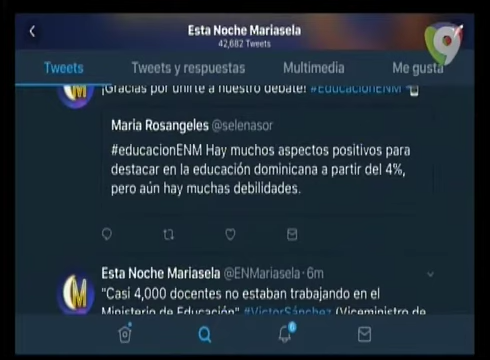 Esta Noche Mariasela
42,682 Tweets
Tweets Tweets y respuestas Multimedia Me gusta
¡Gracias por unirte a nuestro debate! #EducacionENM
Maria Rosangeles @selenasor
#educacionENM Hay muchos aspectos positivos para
destacar en la educación dominicana a partir del 4%,
pero aún hay muchas debilidades.
Esta Noche Mariasela @ENMariasela · 6m
"Casi 4,000 docentes no estaban trabajando en el
Ministerio de Educación" #VictorSánchez (Viceministro de